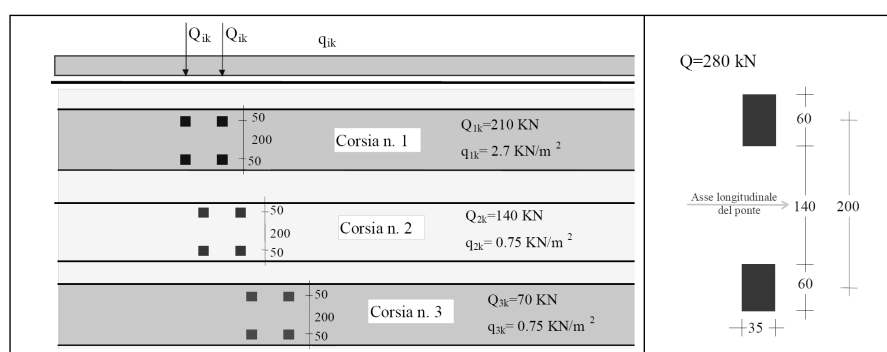 Q_ik Q_ik q_ik
50
200
50
Corsia n. 1
Q_1k=210 KN
q_1k= 2.7 KN/m ²
50
200
50
Corsia n. 2
Q_2k=140 KN
q_2k= 0.75 KN/m ²
50
200
50
Corsia n. 3
Q_3k=70 KN
q_3k= 0.75 KN/m ²
Q=280 kN
60
Asse longitudinale
del ponte
140
200
60
35